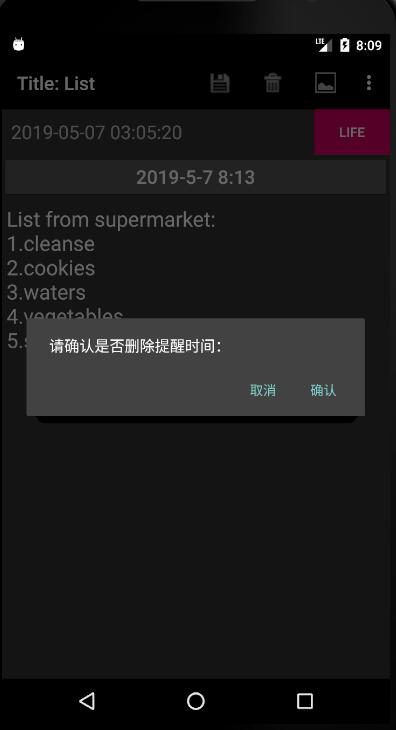 LTE 8:09
Title: List
2019-05-07 03:05:20 LIFE
2019-5-7 8:13
List from supermarket:
1.cleanse
2.cookies
3.waters
4.vegetables
5.
请确认是否删除提醒时间：
取消 确认